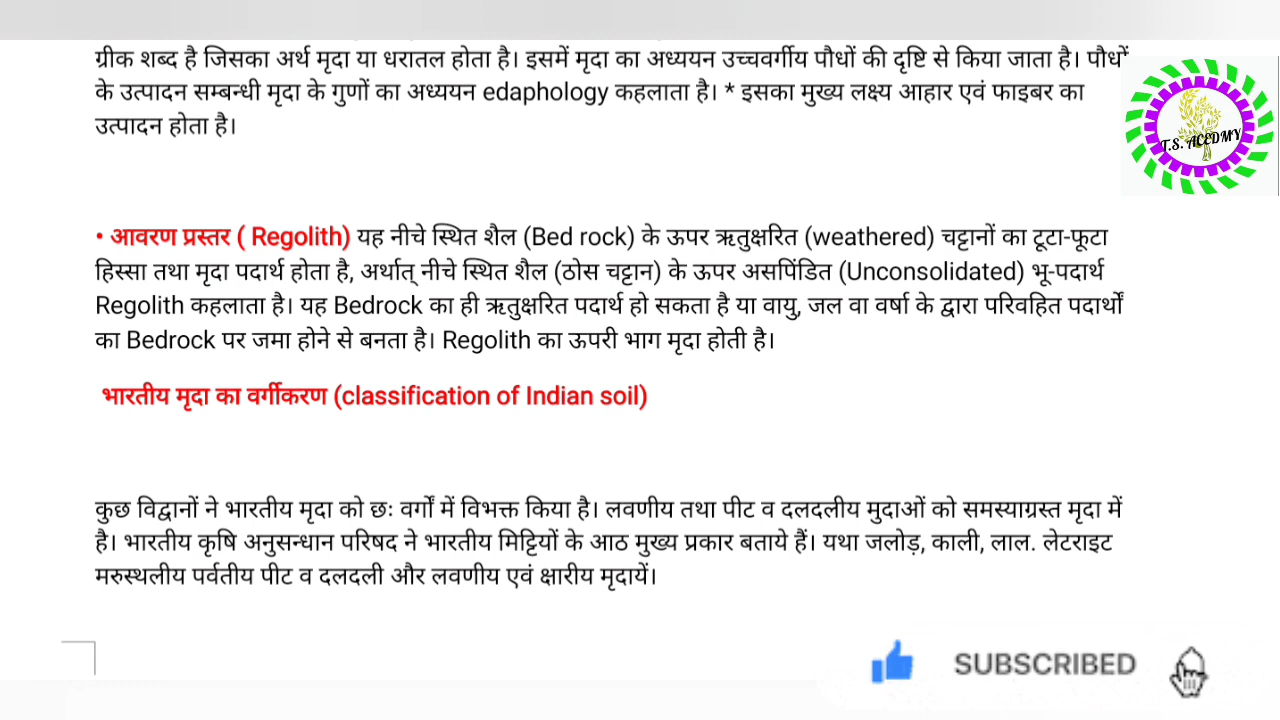 ग्रीक शब्द है जिसका अर्थ मृदा या धरातल होता है। इसमें मृदा का अध्ययन उच्चवर्गीय पौधों की दृष्टि से किया जाता है। पौधों
के उत्पादन सम्बन्धी मृदा के गुणों का अध्ययन edaphology कहलाता है। * इसका मुख्य लक्ष्य आहार एवं फाइबर का
उत्पादन होता है।
T.S. ACEDMY
• आवरण प्रस्तर ( Regolith) यह नीचे स्थित शैल (Bed rock) के ऊपर ऋतुक्षरित (weathered) चट्टानों का टूटा-फूटा
हिस्सा तथा मृदा पदार्थ होता है, अर्थात् नीचे स्थित शैल (ठोस चट्टान) के ऊपर असपिंडित (Unconsolidated) भू-पदार्थ
Regolith कहलाता है। यह Bedrock का ही ऋतुक्षरित पदार्थ हो सकता है या वायु, जल वा वर्षा के द्वारा परिवहित पदार्थों
का Bedrock पर जमा होने से बनता है। Regolith का ऊपरी भाग मृदा होती है।
भारतीय मृदा का वर्गीकरण (classification of Indian soil)
कुछ विद्वानों ने भारतीय मृदा को छः वर्गों में विभक्त किया है। लवणीय तथा पीट व दलदलीय मुदाओं को समस्याग्रस्त मृदा में
है। भारतीय कृषि अनुसन्धान परिषद ने भारतीय मिट्टियों के आठ मुख्य प्रकार बताये हैं। यथा जलोड़, काली, लाल. लेटराइट
मरुस्थलीय पर्वतीय पीट व दलदली और लवणीय एवं क्षारीय मृदायें।
SUBSCRIBED